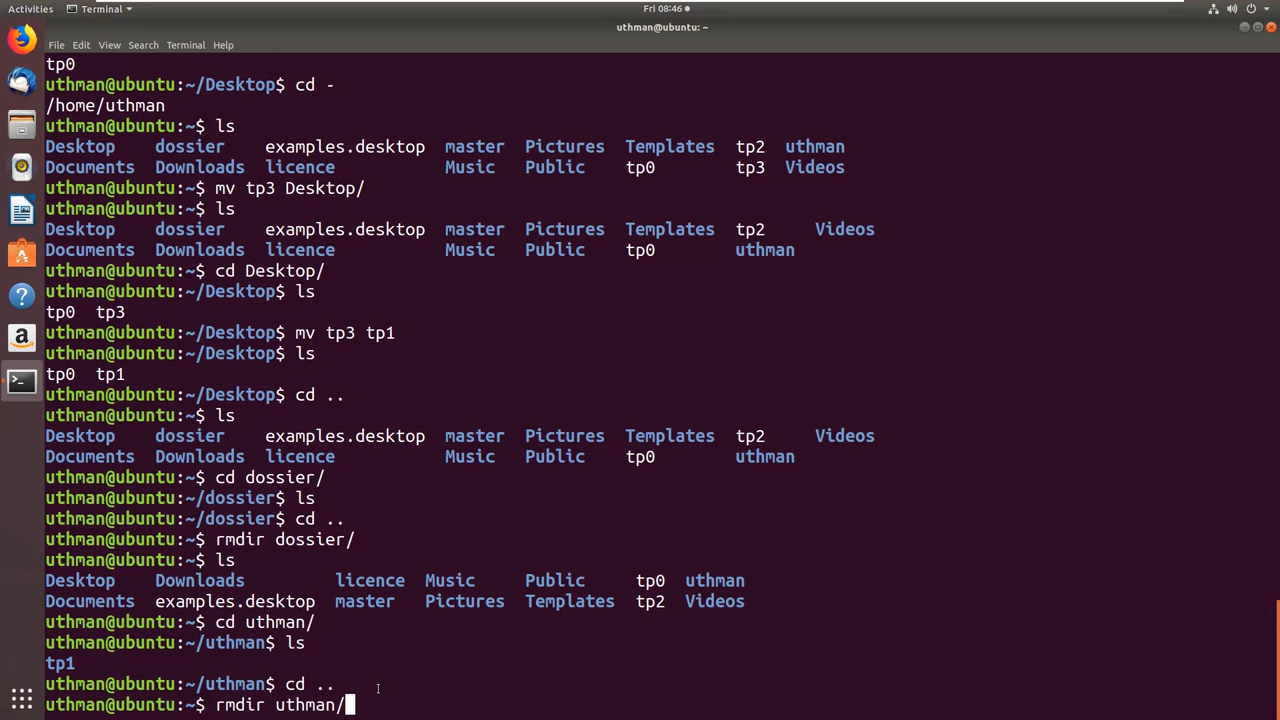 Activities Terminal Fri 08:46
uthman@ubuntu: ~
File Edit View Search Terminal Help
tp0
uthman@ubuntu:~/Desktop$ cd -
/home/uthman
uthman@ubuntu:~$ ls
Desktop dossier examples.desktop master Pictures Templates tp2 uthman
Documents Downloads licence Music Public tp0 tp3 Videos
uthman@ubuntu:~$ mv tp3 Desktop/
uthman@ubuntu:~$ ls
Desktop dossier examples.desktop master Pictures Templates tp2 Videos
Documents Downloads licence Music Public tp0 uthman
uthman@ubuntu:~$ cd Desktop/
uthman@ubuntu:~/Desktop$ ls
tp0 tp3
uthman@ubuntu:~/Desktop$ mv tp3 tp1
uthman@ubuntu:~/Desktop$ ls
tp0 tp1
uthman@ubuntu:~/Desktop$ cd ..
uthman@ubuntu:~$ ls
Desktop dossier examples.desktop master Pictures Templates tp2 Videos
Documents Downloads licence Music Public tp0 uthman
uthman@ubuntu:~$ cd dossier/
uthman@ubuntu:~/dossier$ ls
uthman@ubuntu:~/dossier$ cd ..
uthman@ubuntu:~$ rmdir dossier/
uthman@ubuntu:~$ ls
Desktop Downloads licence Music Public tp0 uthman
Documents examples.desktop master Pictures Templates tp2 Videos
uthman@ubuntu:~$ cd uthman/
uthman@ubuntu:~/uthman$ ls
tp1
uthman@ubuntu:~/uthman$ cd ..
uthman@ubuntu:~$ rmdir uthman/